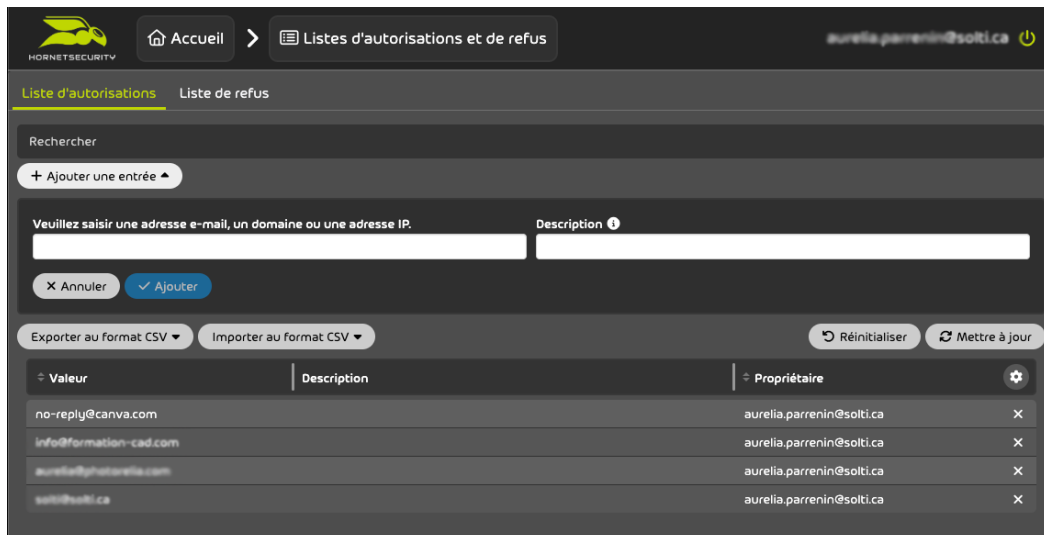 HORNETSECURITY
Accueil
Listes d'autorisations et de refus
Liste d'autorisations Liste de refus
Rechercher
+ Ajouter une entrée
Veuillez saisir une adresse e-mail, un domaine ou une adresse IP. Description
Annuler Ajouter
Exporter au format CSV Importer au format CSV Réinitialiser Mettre à jour
Valeur Description Propriétaire
no-reply@canva.com aurelia.parrenin@solti.ca
aurelia.parrenin@solti.ca
aurelia.parrenin@solti.ca
aurelia.parrenin@solti.ca